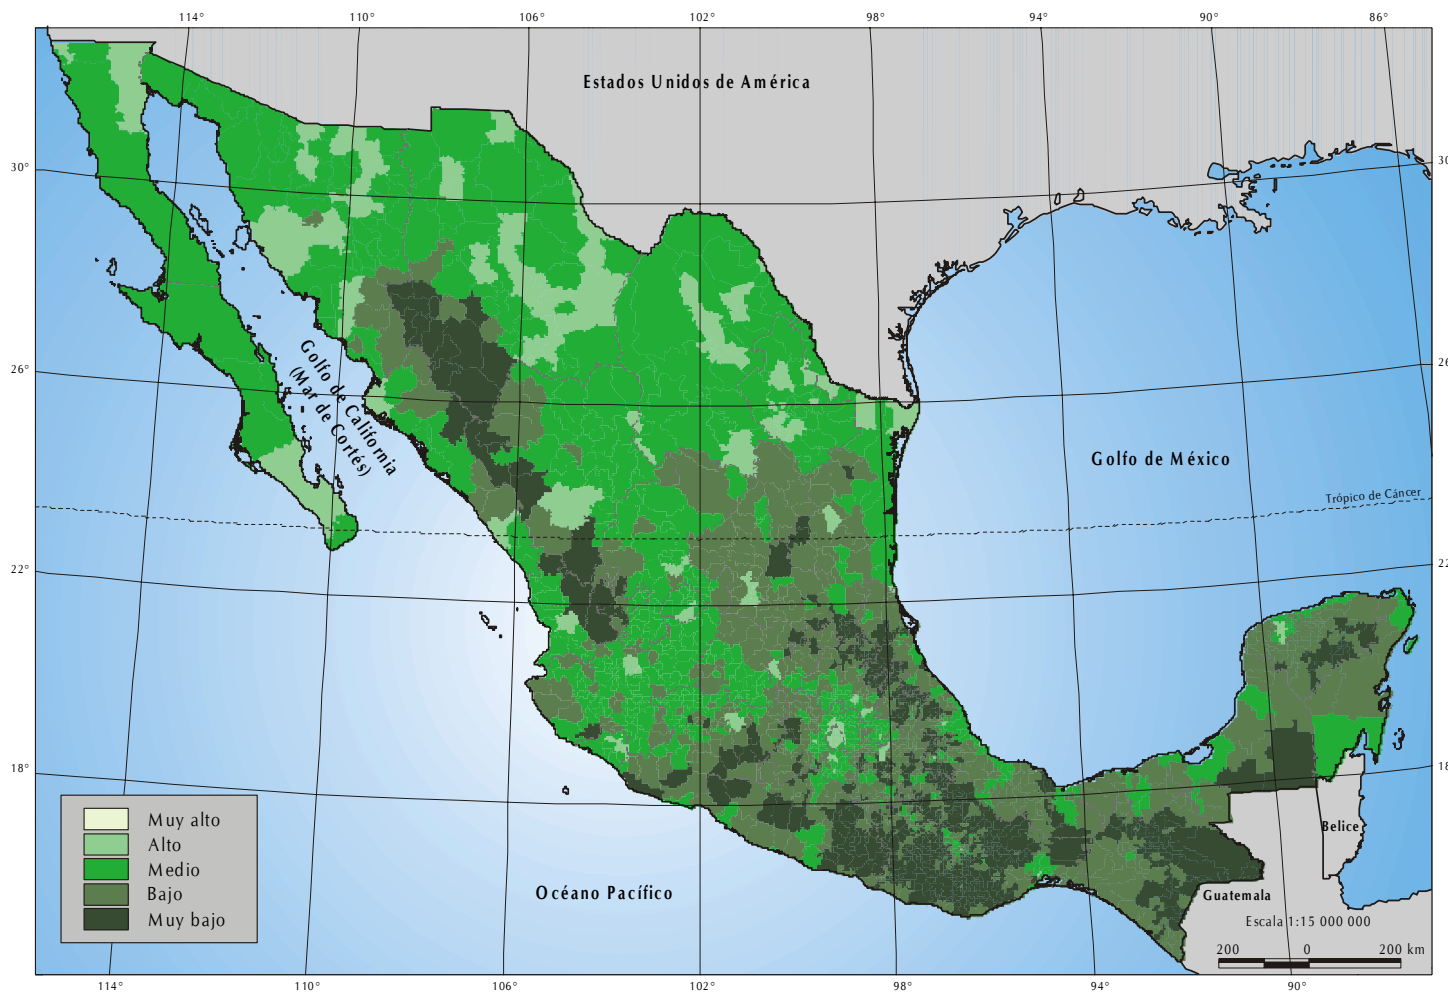 114°
110°
106°
102°
98°
94°
90°
86°
Estados Unidos de América
30°
30
26°
26
Golfo de California
(Mar de Cortés)
Golfo de México
Trópico de Cáncer
22°
22
18°
18
Muy alto
Alto
Medio
Bajo
Muy bajo
Belice
Océano Pacífico
Guatemala
Escala 1:15 000 000
200
0
200 km
114°
110°
106°
102°
98°
94°
90°